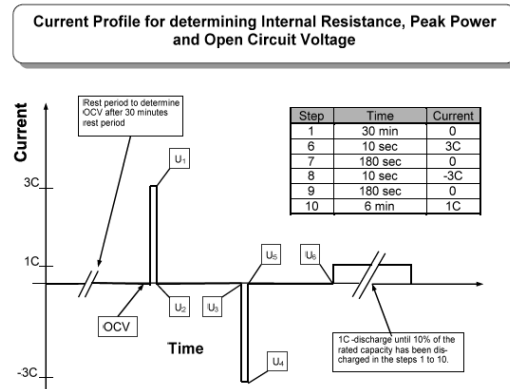 Current Profile for determining Internal Resistance, Peak Power
and Open Circuit Voltage
Rest period to determine
OCV after 30 minutes
rest period
Current
Step Time Current
1 30 min 0
6 10 sec 3C
7 180 sec 0
8 10 sec -3C
9 180 sec 0
10 6 min 1C
3C
U1
1C
U5
U6
U2
U3
OCV
Time
U4
1C -discharge until 10% of the
rated capacity has been dis-
charged in the steps 1 to 10.
-3C